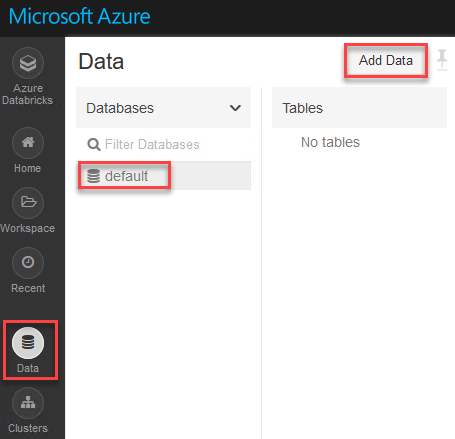 Microsoft Azure
Azure
Databricks
Home
Workspace
Recent
Data
Clusters
Data
Add Data
Databases
Filter Databases
default
Tables
No tables